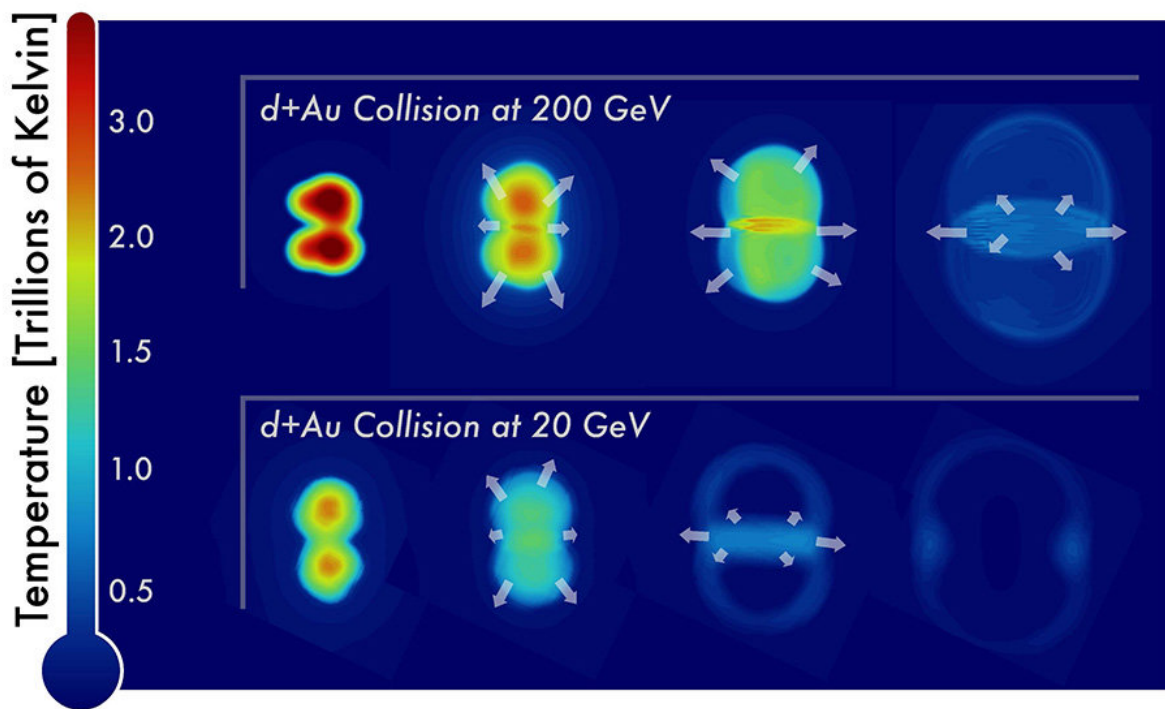 Temperature [Trillions of Kelvin]
3.0
2.0
1.5
1.0
0.5
d+Au Collision at 200 GeV
d+Au Collision at 20 GeV